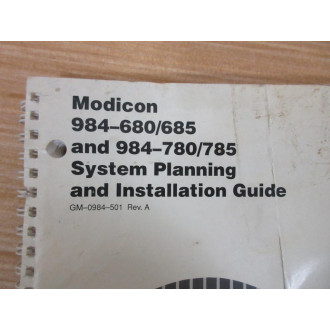 Modicon
984–680/685
and 984–780/785
System Planning
and Installation Guide
GM–0984–501 Rev. A